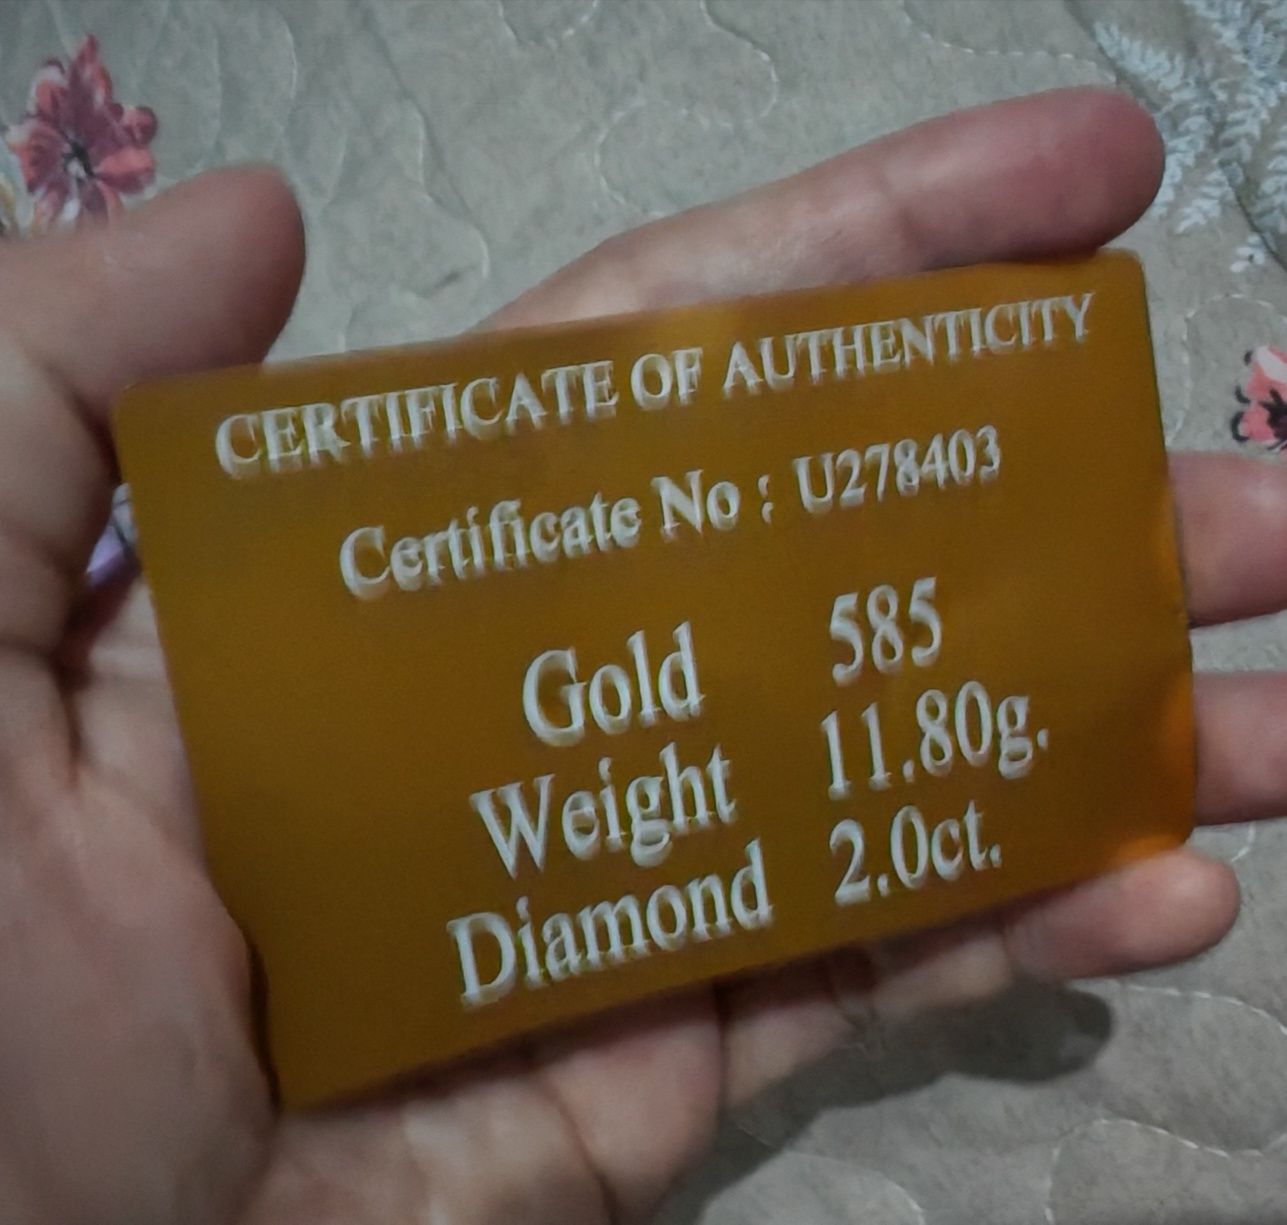 CERTIFICATE OF AUTHENTICITY
Certificate No : U278403
Gold 585
Weight 11.80g.
Diamond 2.0ct.